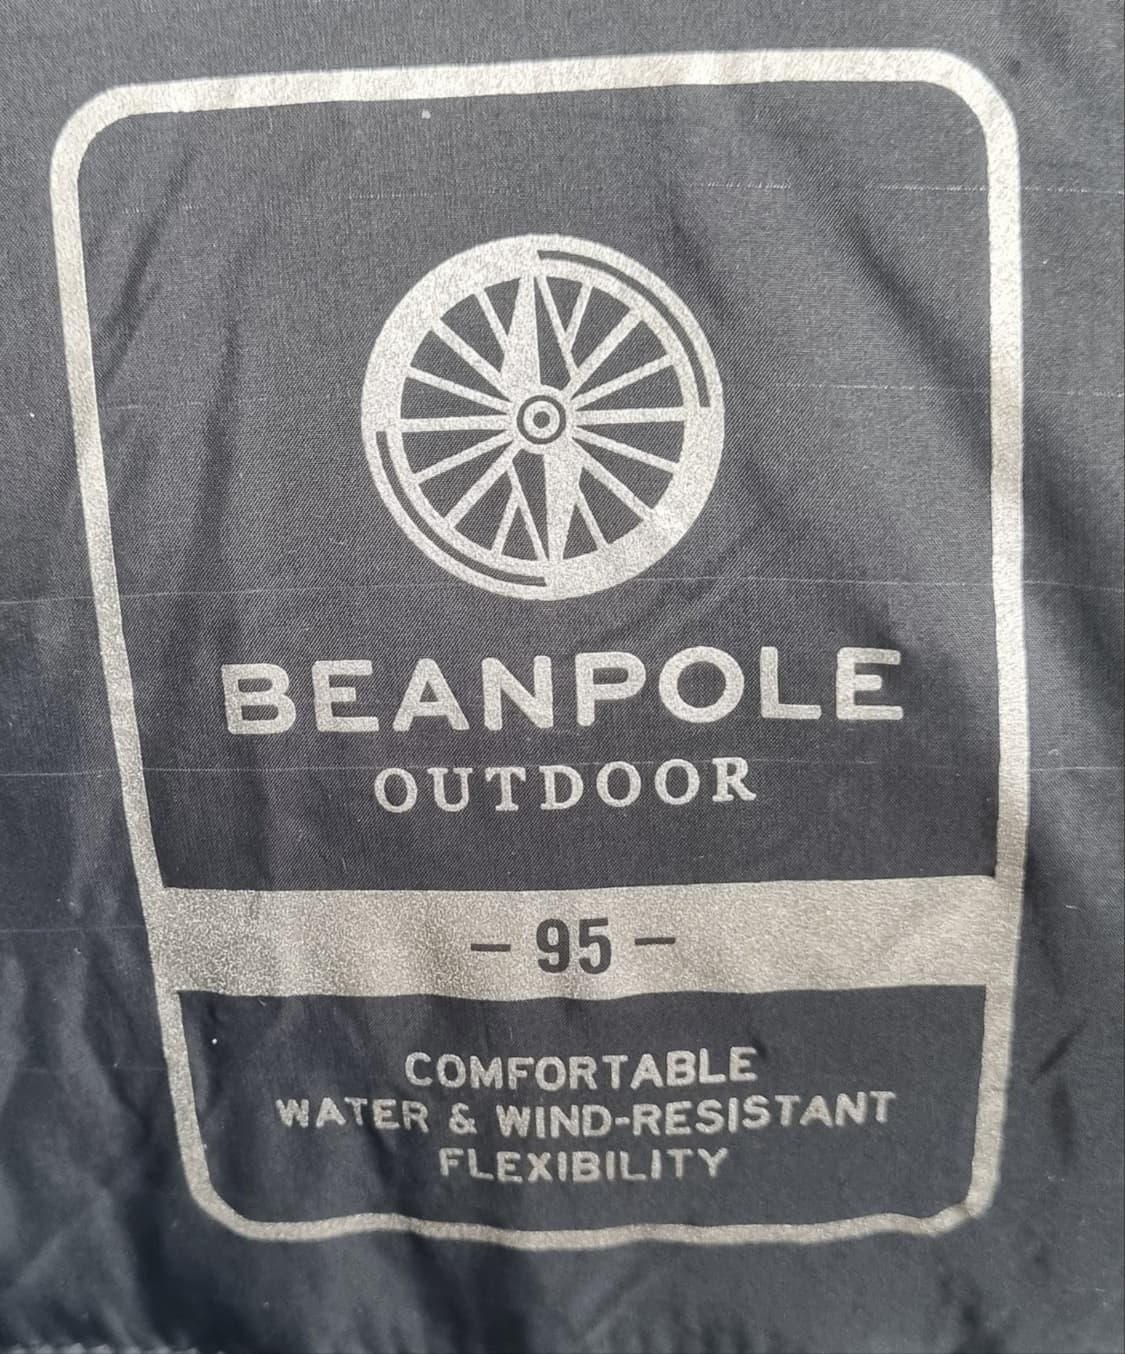 BEANPOLE
OUTDOOR
- 95 -
COMFORTABLE
WATER & WIND-RESISTANT
FLEXIBILITY